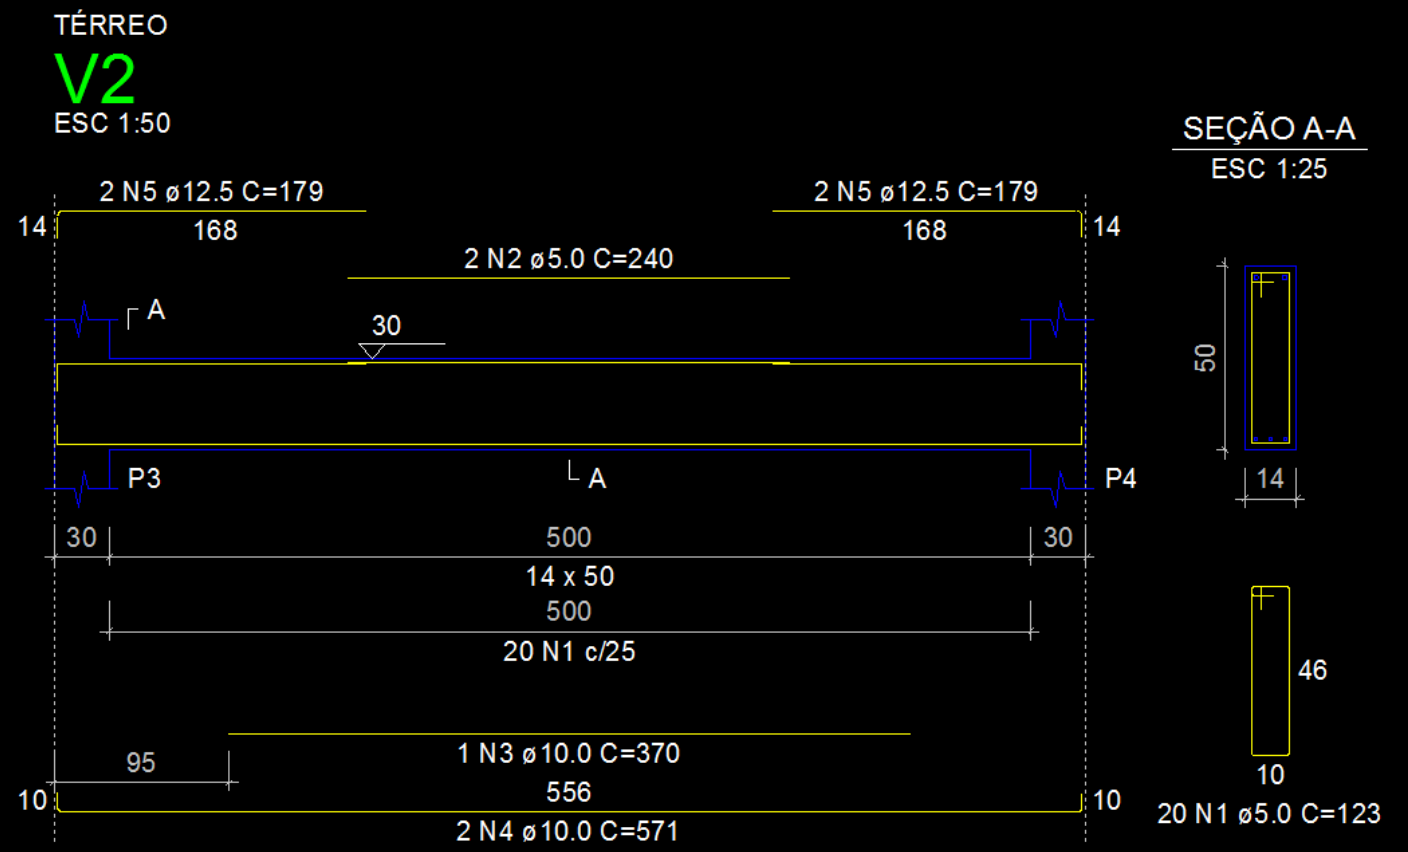 TÉRREO
V2
ESC 1:50
SEÇÃO A-A
ESC 1:25
2 N5 ø12.5 C=179
2 N5 ø12.5 C=179
14
168
168
14
2 N2 ø5.0 C=240
A
30
50
P3
A
P4
14
30
500
30
14 x 50
500
20 N1 c/25
46
95
1 N3 ø10.0 C=370
10
556
10
10
20 N1 ø5.0 C=123
2 N4 ø10.0 C=571